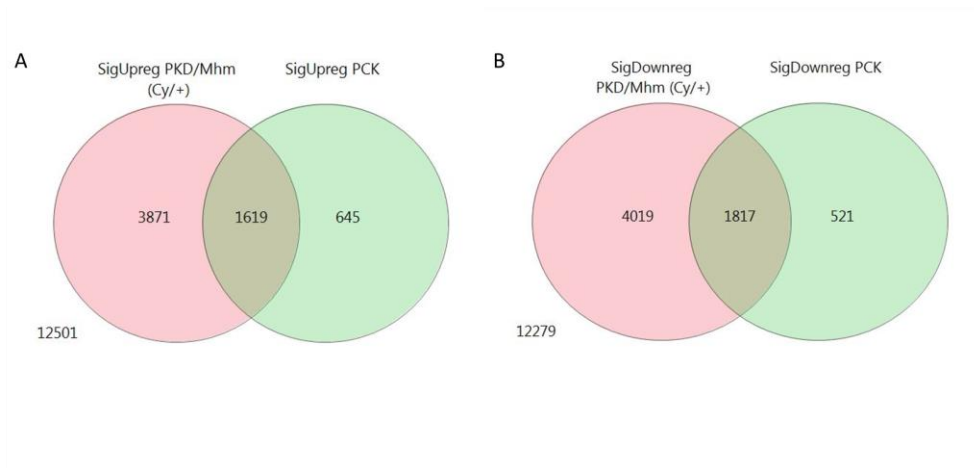 A
SigUpreg PKD/Mhm
(Cy/+)
SigUpreg PCK
3871
1619
645
12501
B
SigDownreg
PKD/Mhm (Cy/+)
SigDownreg PCK
4019
1817
521
12279